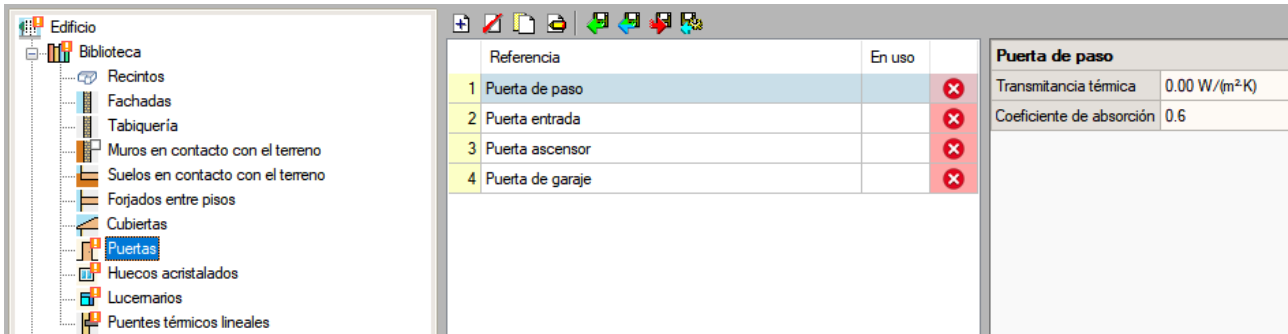 Edificio
Biblioteca
Recintos
Fachadas
Tabiquería
Muros en contacto con el terreno
Suelos en contacto con el terreno
Forjados entre pisos
Cubiertas
Puertas
Huecos acristalados
Lucernarios
Puentes térmicos lineales
Referencia En uso
1 Puerta de paso
2 Puerta entrada
3 Puerta ascensor
4 Puerta de garaje
Puerta de paso
Transmitancia térmica 0.00 W/(m²·K)
Coeficiente de absorción 0.6